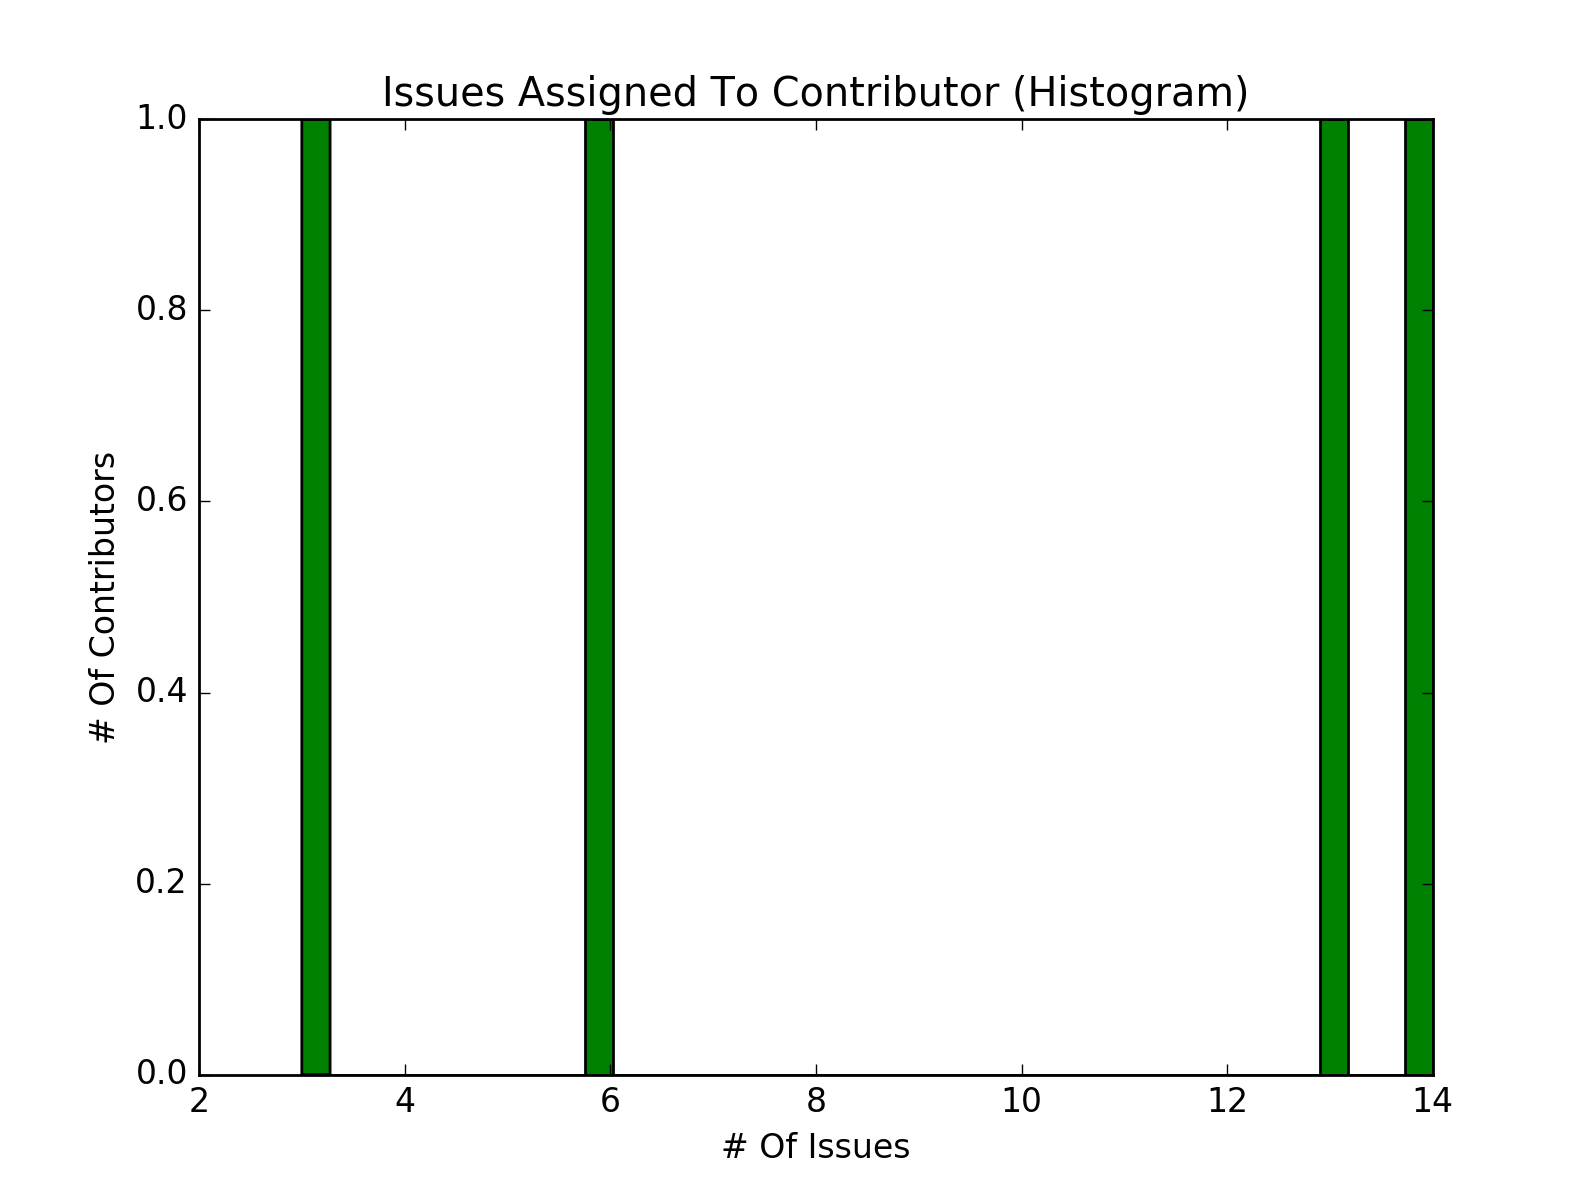 Issues Assigned To Contributor (Histogram)
1.0
0.8
0.6
0.4
0.2
0.0
# Of Contributors
2 4 6 8 10 12 14
# Of Issues